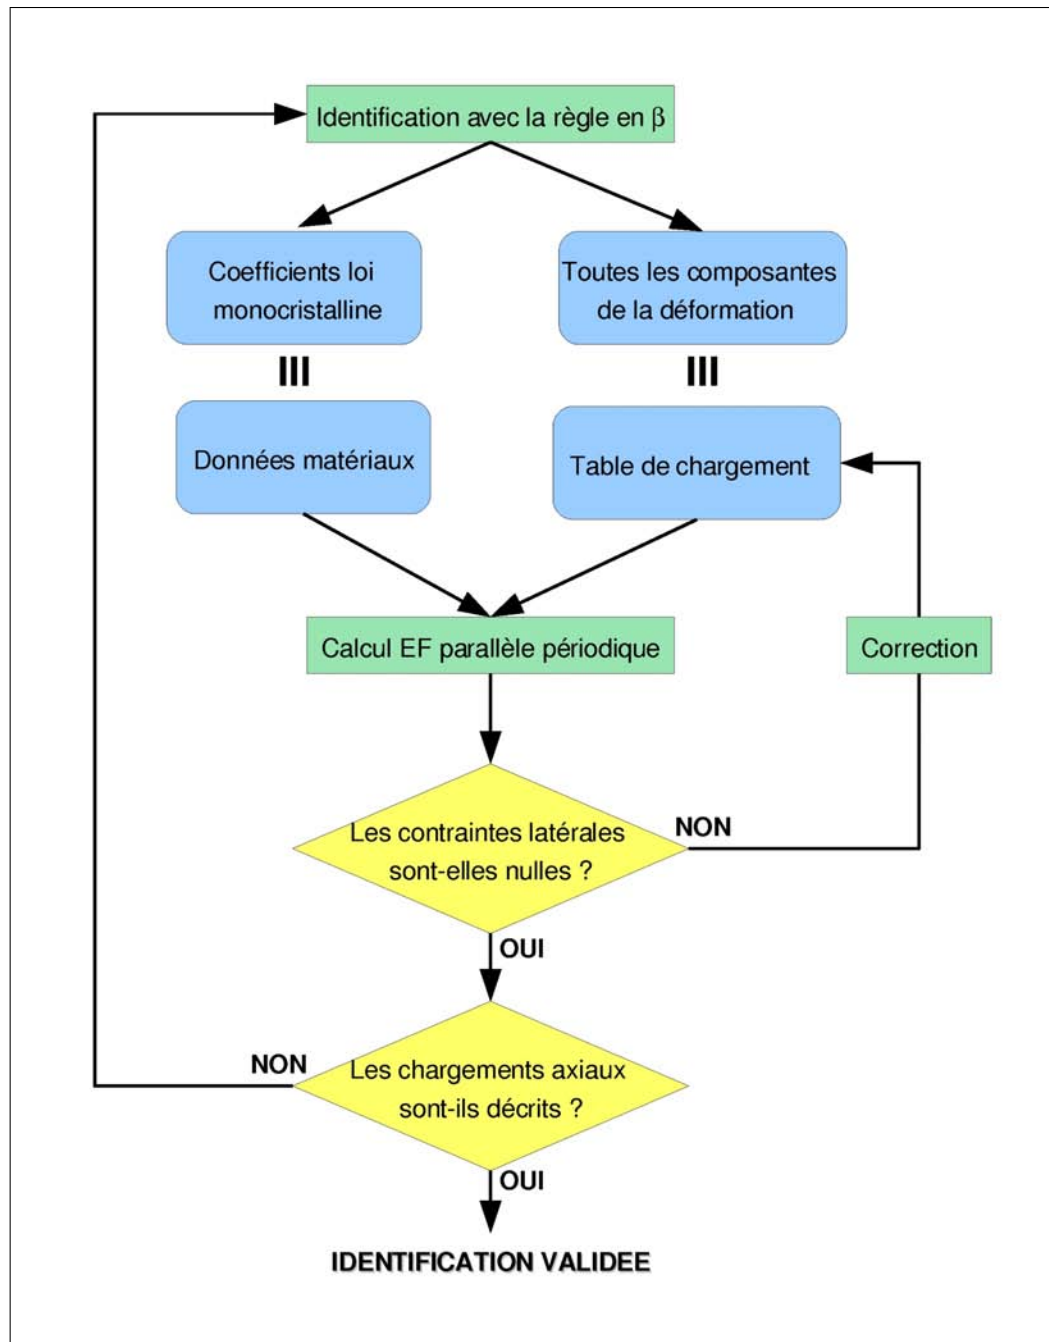 Identification avec la règle en β
Coefficients loi
monocristalline
Toutes les composantes
de la déformation
Données matériaux
Table de chargement
Calcul EF parallèle périodique
Correction
Les contraintes latérales
sont-elles nulles ?
NON
OUI
NON
Les chargements axiaux
sont-ils décrits ?
OUI
IDENTIFICATION VALIDEE